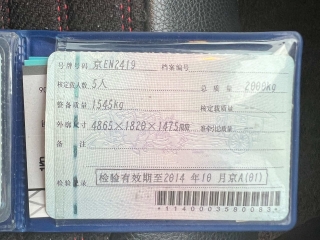 号牌号码 京EN2419 档案编号
核定载人数 5人 总质量 2000kg
整备质量 1545kg 核定载质量 --
外廓尺寸 4865×1820×1475mm 准牵引总质量 --
备注
检验记录 检验有效期至2014年10月京A(01)